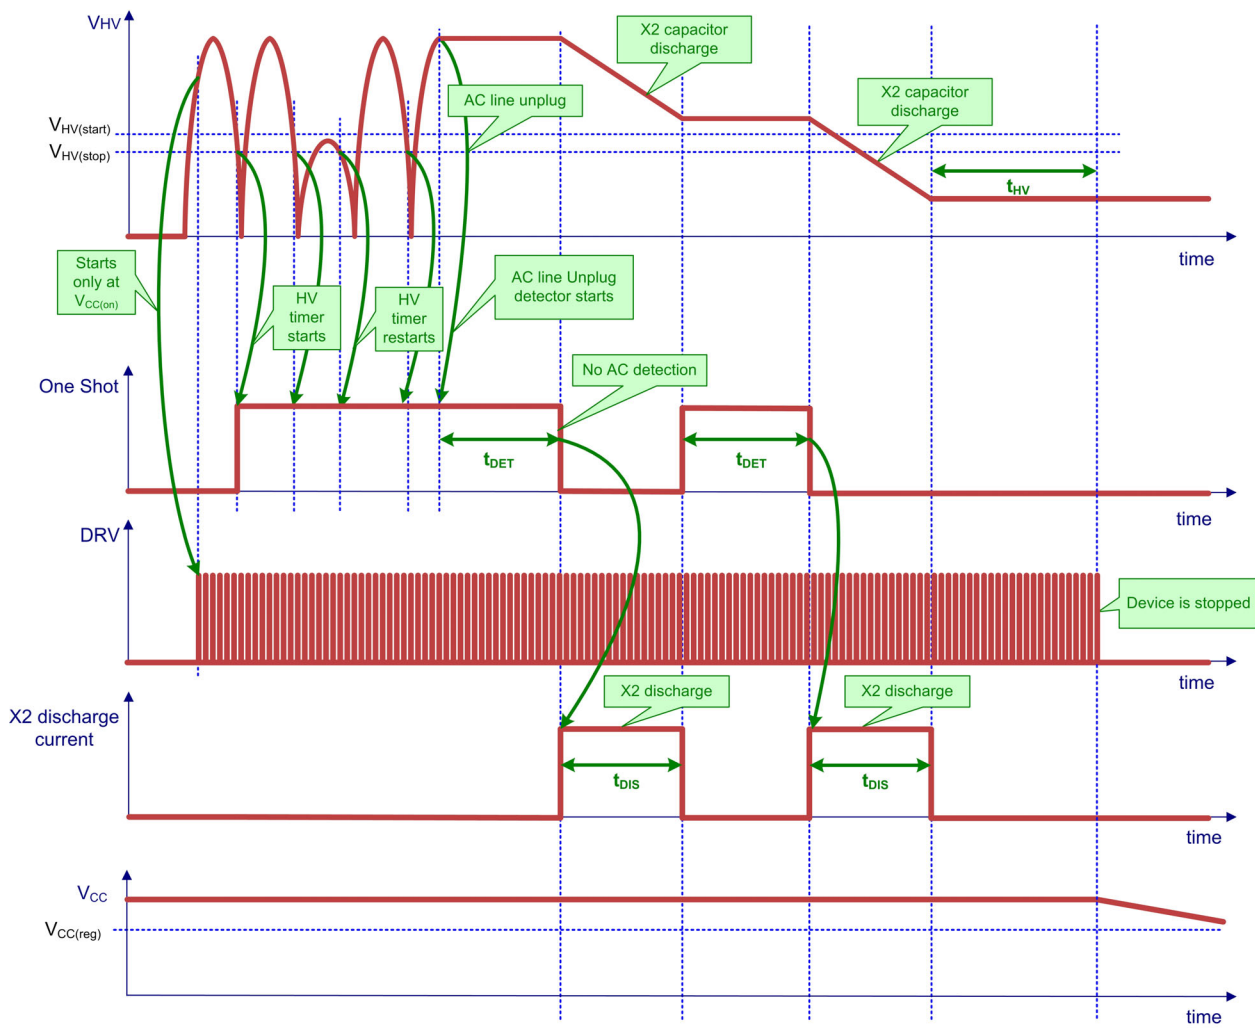 VHV
X2 capacitor
discharge
AC line unplug
X2 capacitor
discharge
VHV(start)
VHV(stop)
tHV
time
Starts
only at
VCC(on)
HV
timer
starts
HV
timer
restarts
AC line Unplug
detector starts
One Shot
No AC detection
tDET
tDET
time
DRV
Device is stopped
time
X2 discharge
current
X2 discharge
X2 discharge
tDIS
tDIS
time
VCC
VCC(reg)
time